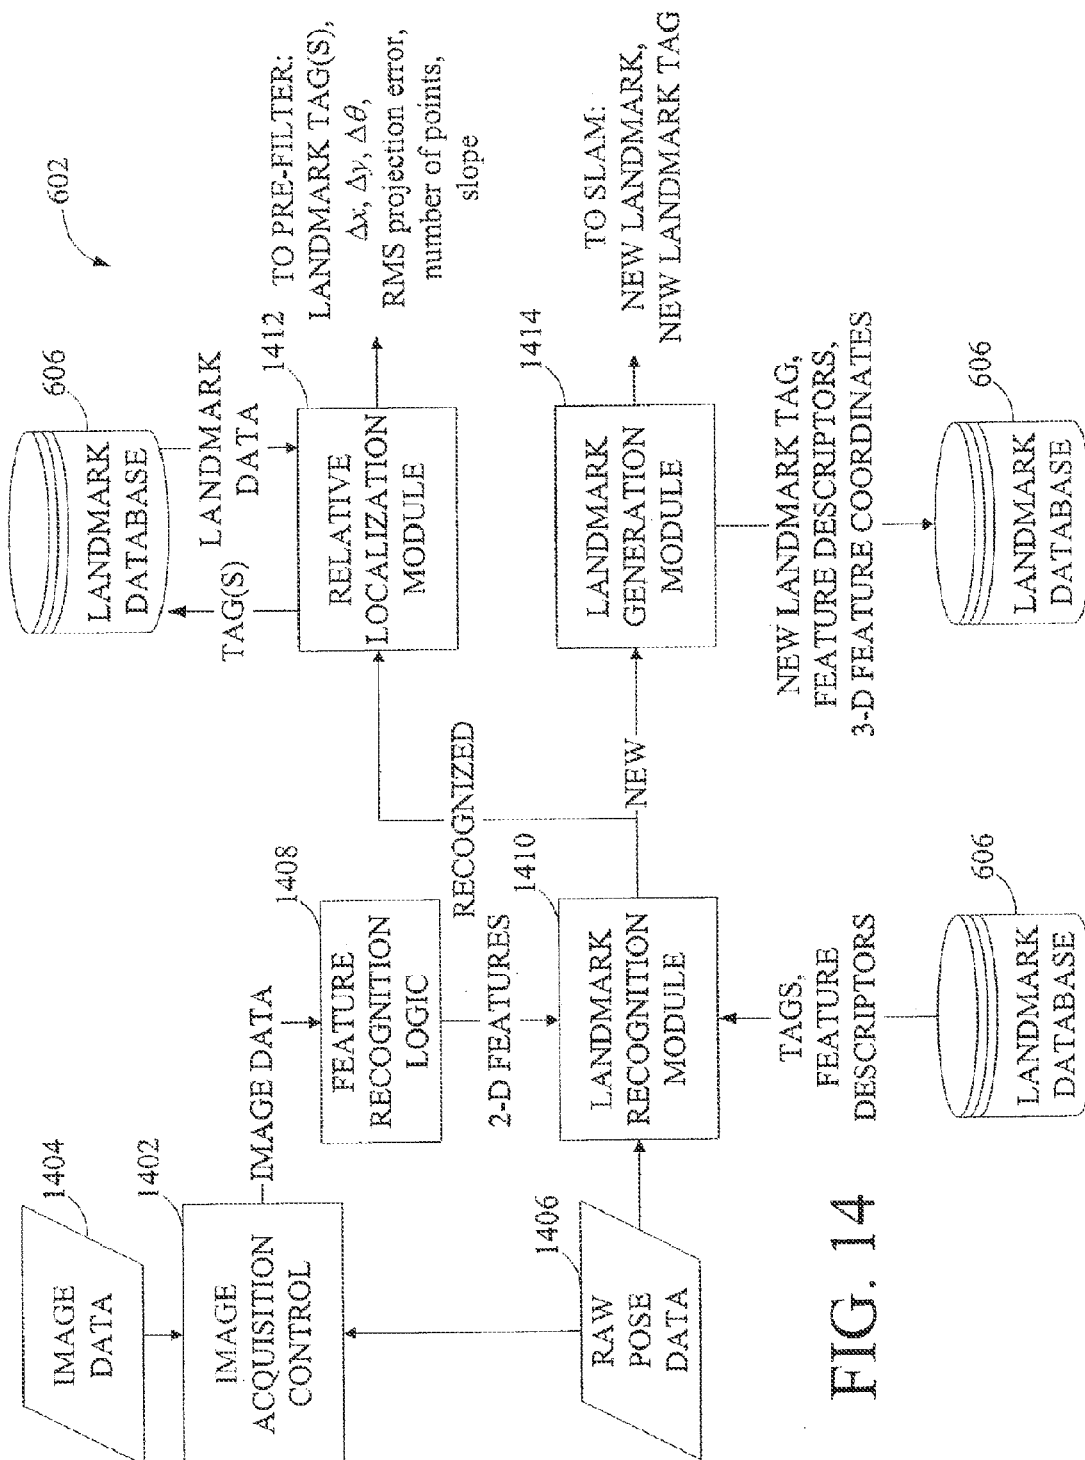 602
1404
IMAGE
DATA
1402
IMAGE
ACQUISITION
CONTROL
IMAGE DATA
1408
FEATURE
RECOGNITION
LOGIC
2-D FEATURES
1406
RAW
POSE
DATA
1410
LANDMARK
RECOGNITION
MODULE
TAGS,
FEATURE
DESCRIPTORS
606
LANDMARK
DATABASE
RECOGNIZED
NEW
606
LANDMARK
DATABASE
TAG(S)
LANDMARK
DATA
1412
RELATIVE
LOCALIZATION
MODULE
TO PRE-FILTER:
LANDMARK TAG(S),
Δx, Δy, Δθ,
RMS projection error,
number of points,
slope
1414
LANDMARK
GENERATION
MODULE
TO SLAM:
NEW LANDMARK,
NEW LANDMARK TAG
NEW LANDMARK TAG,
FEATURE DESCRIPTORS,
3-D FEATURE COORDINATES
606
LANDMARK
DATABASE
FIG. 14